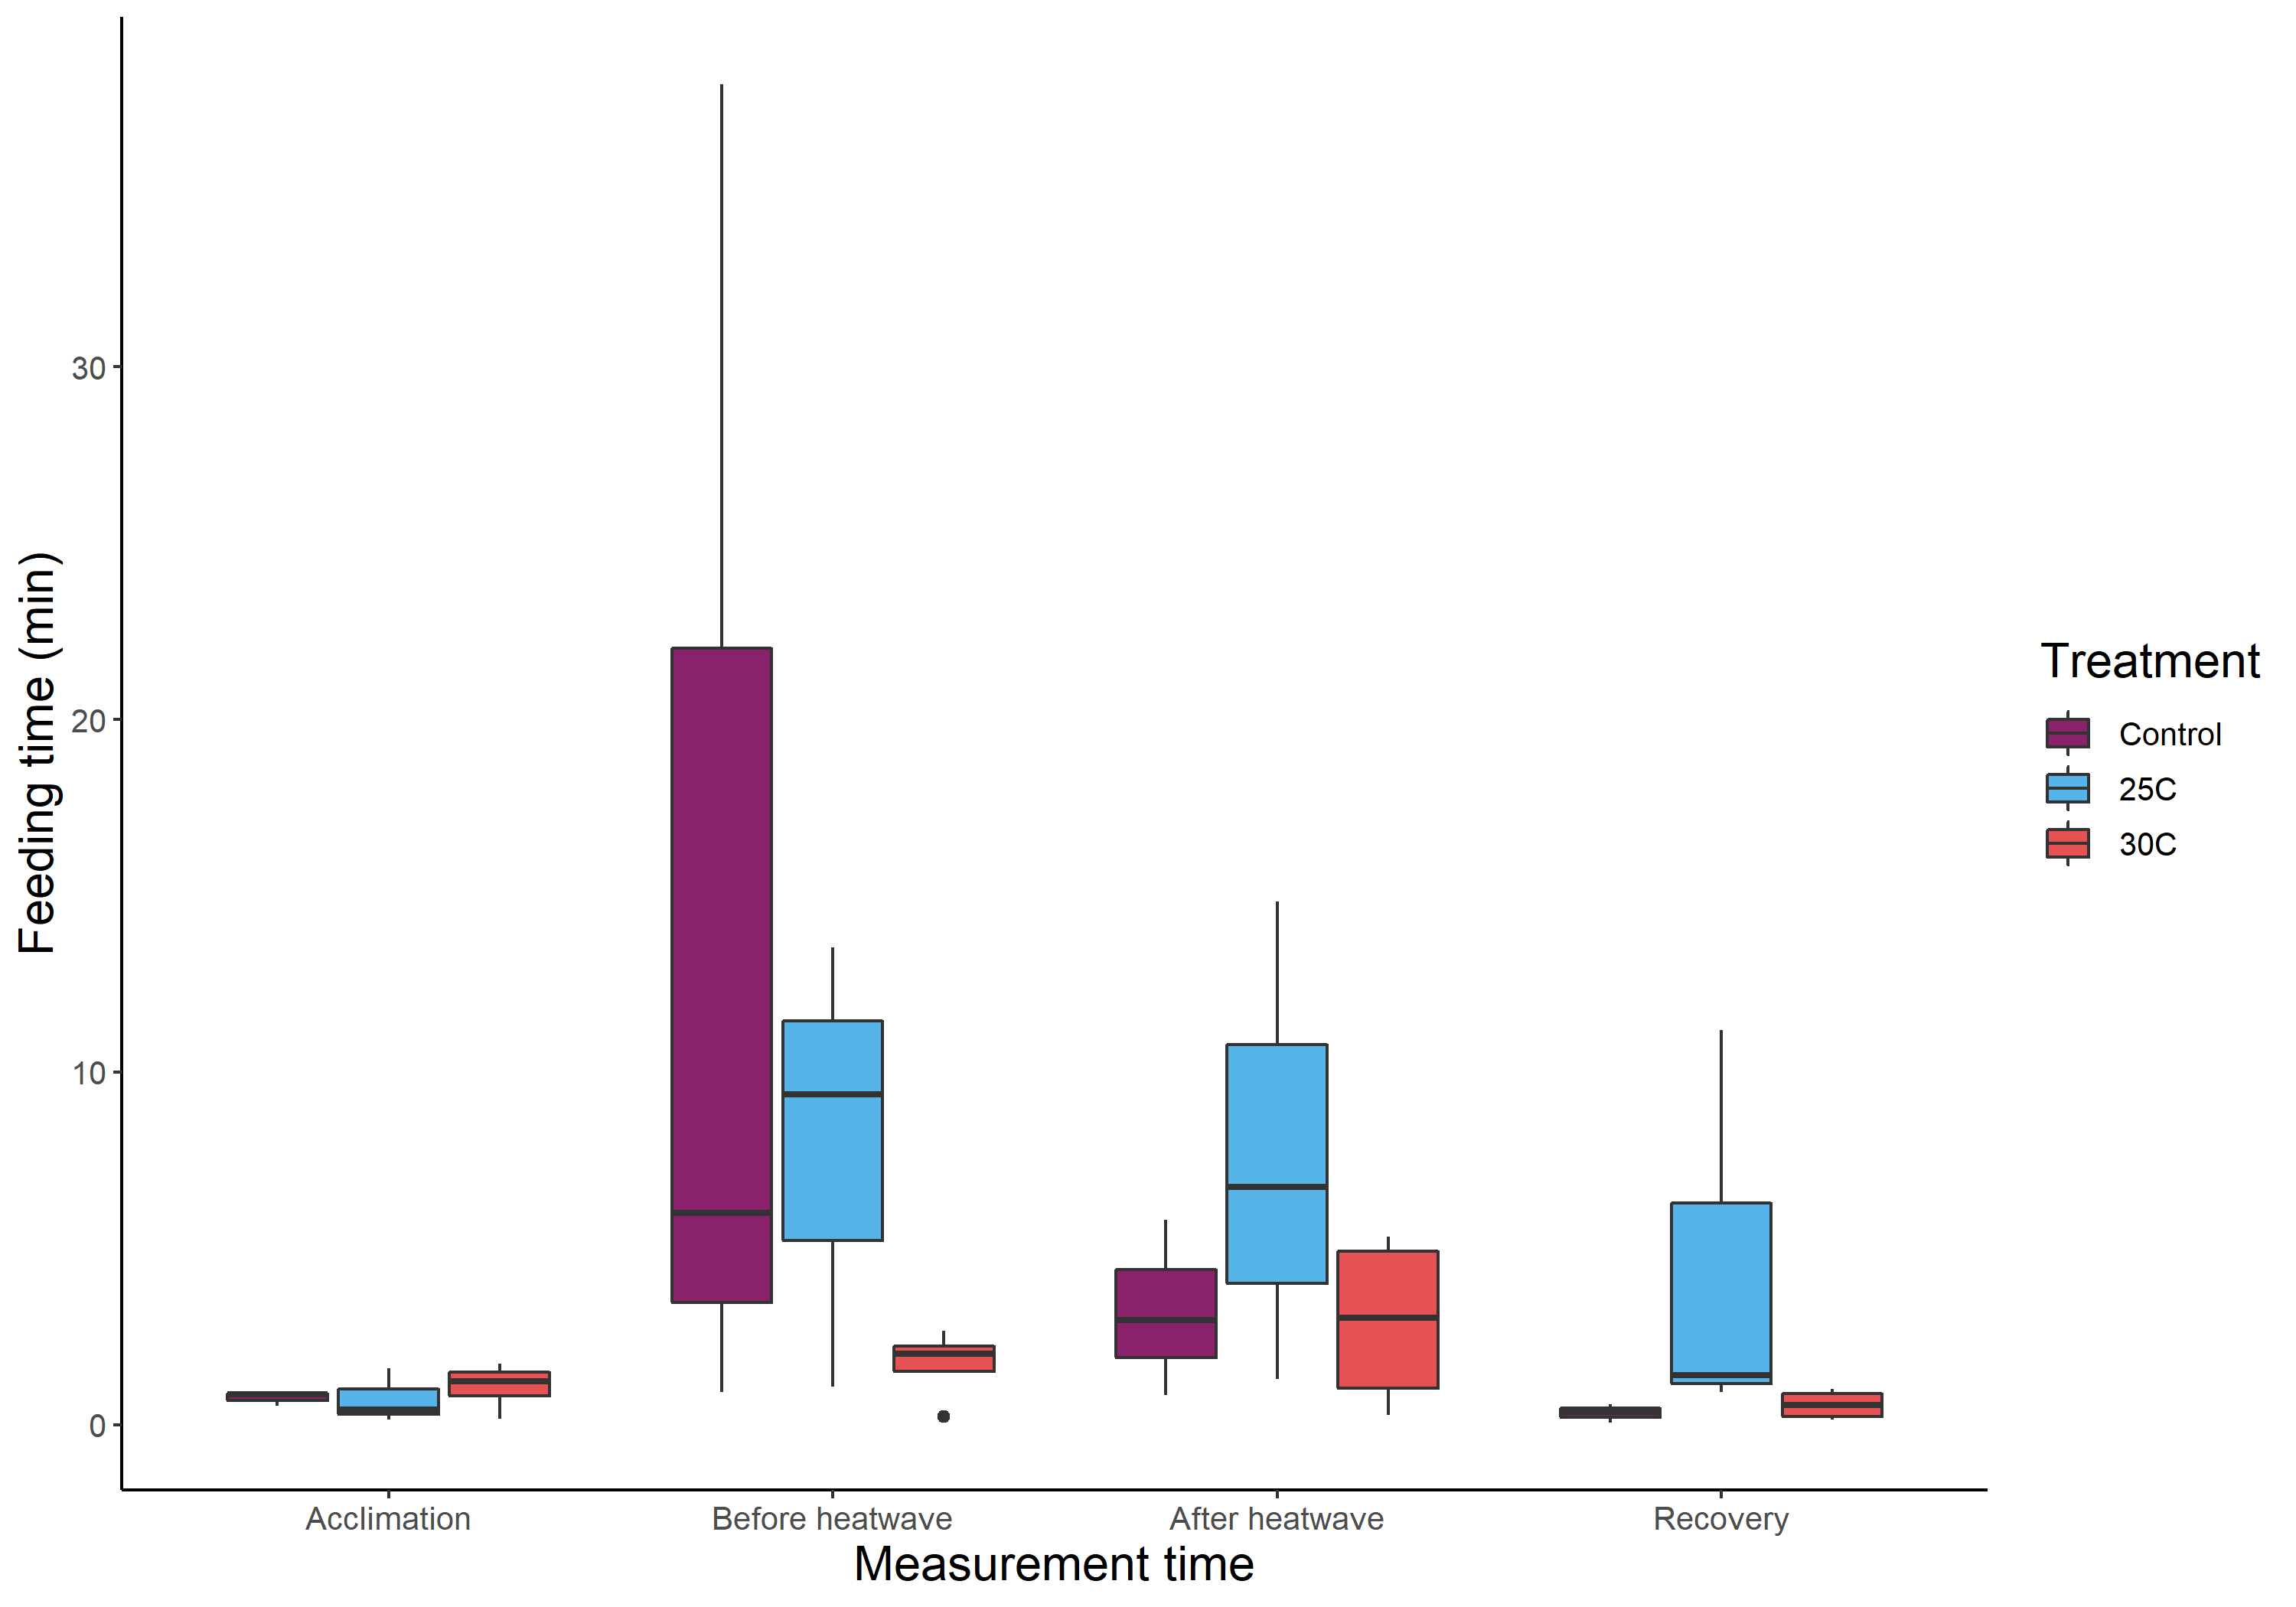 Feeding time (min)
30
20
10
0
Acclimation
Before heatwave
After heatwave
Recovery
Measurement time
Treatment
Control
25C
30C